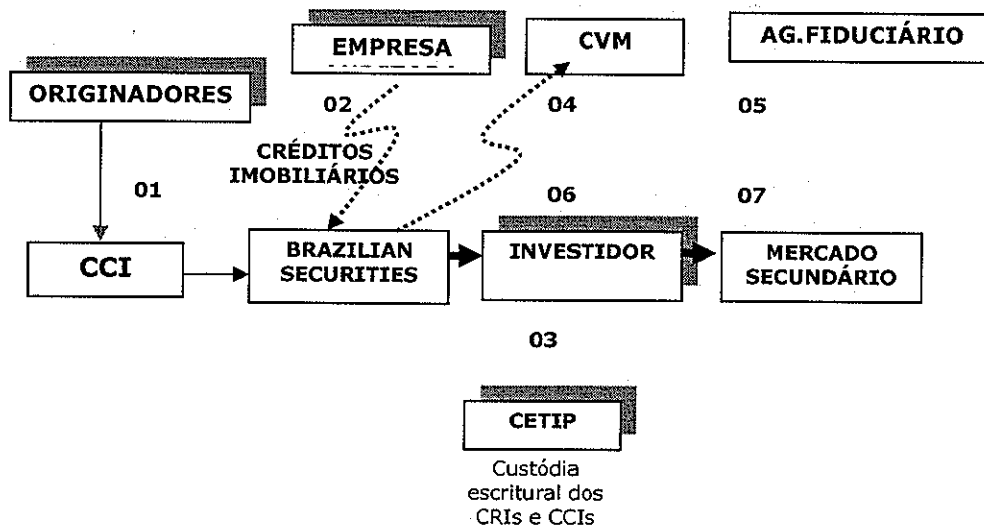 EMPRESA
CVM
AG.FIDUCIÁRIO
ORIGINADORES
02
04
05
CRÉDITOS
IMOBILIÁRIOS
01
06
07
CCI
BRAZILIAN
SECURITIES
INVESTIDOR
MERCADO
SECUNDÁRIO
03
CETIP
Custódia
escritural dos
CRIs e CCIs